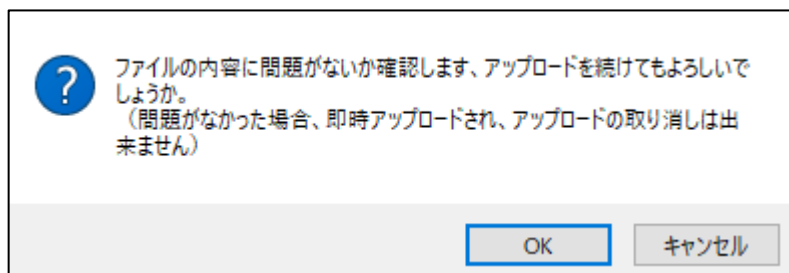 ?
ファイルの内容に問題がないか確認します、アップロードを続けてもよろしいで
しょうか。
（問題がなかった場合、即時アップロードされ、アップロードの取り消しは出
来ません）
OK
キャンセル